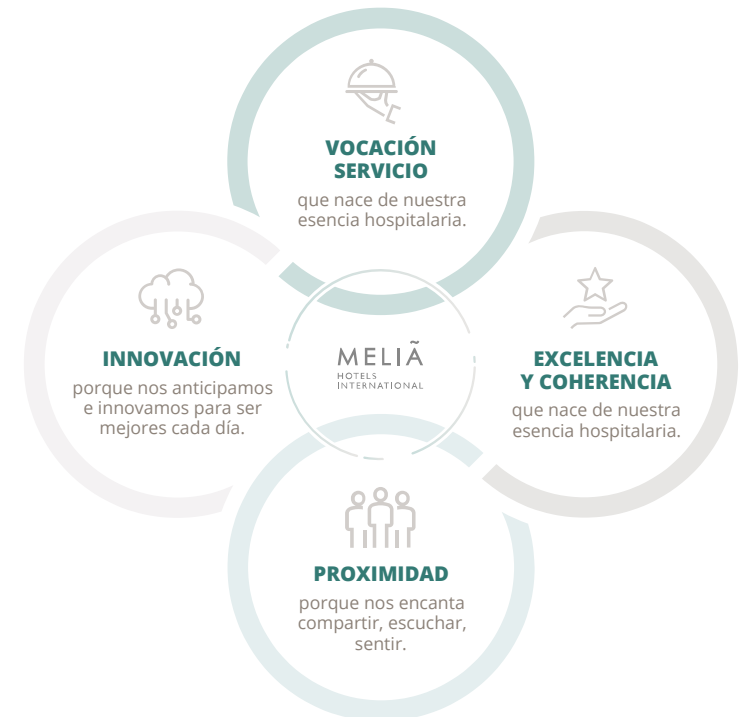 VOCACIÓN
SERVICIO
que nace de nuestra
esencia hospitalaria.
INNOVACIÓN
porque nos anticipamos
e innovamos para ser
mejores cada día.
MELIÃ
HOTELS
INTERNATIONAL
EXCELENCIA
Y COHERENCIA
que nace de nuestra
esencia hospitalaria.
PROXIMIDAD
porque nos encanta
compartir, escuchar,
sentir.